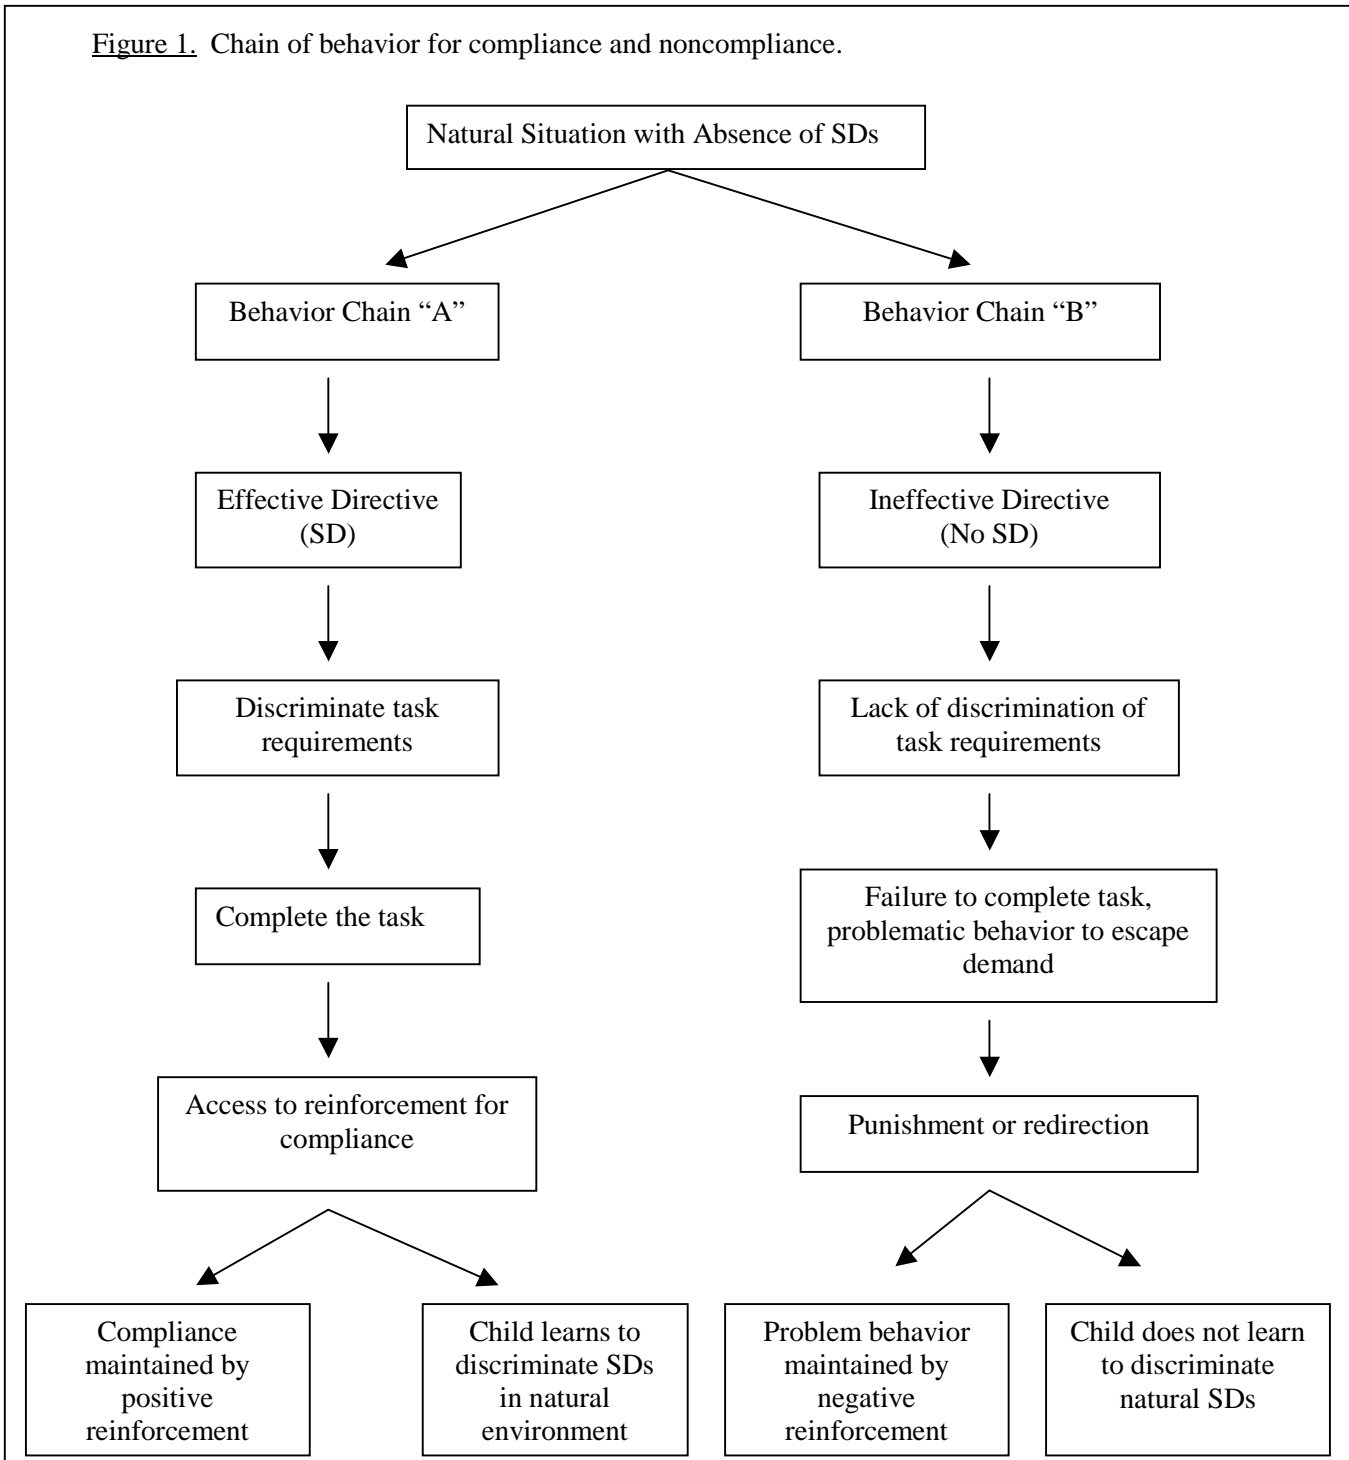 Figure 1. Chain of behavior for compliance and noncompliance.
Natural Situation with Absence of SDs
Behavior Chain “A”
Behavior Chain “B”
Effective Directive
(SD)
Ineffective Directive
(No SD)
Discriminate task
requirements
Lack of discrimination of
task requirements
Complete the task
Failure to complete task,
problematic behavior to escape
demand
Access to reinforcement for
compliance
Punishment or redirection
Compliance
maintained by
positive
reinforcement
Child learns to
discriminate SDs
in natural
environment
Problem behavior
maintained by
negative
reinforcement
Child does not learn
to discriminate
natural SDs